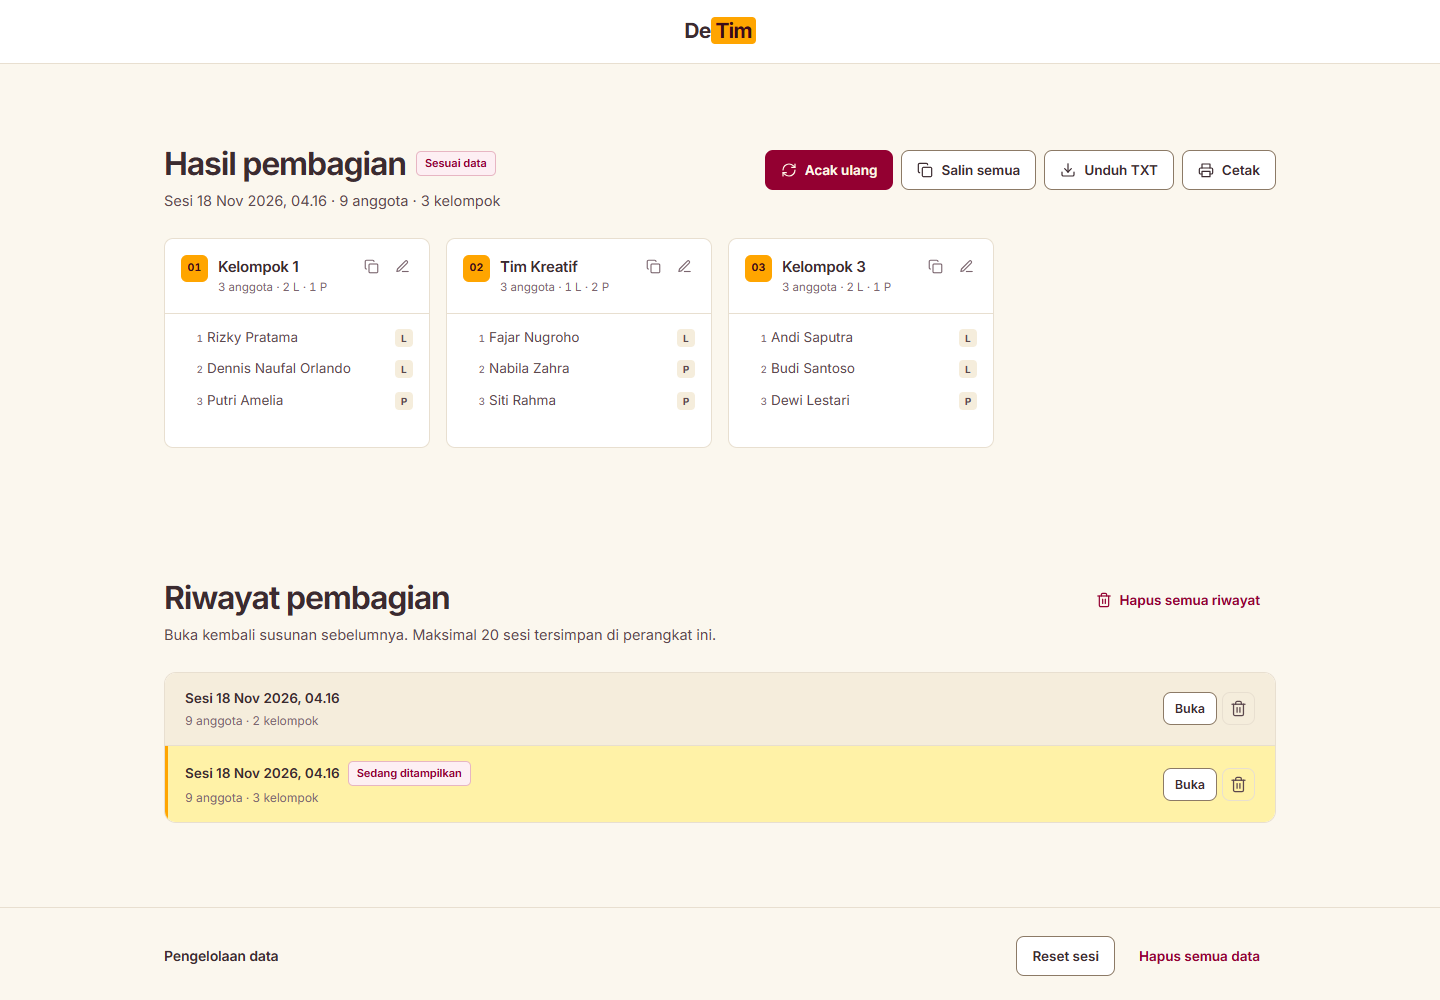 DeTim
Hasil pembagian
Sesuai data
Sesi 18 Nov 2026, 04.16 · 9 anggota · 3 kelompok
Acak ulang
Salin semua
Unduh TXT
Cetak
01
Kelompok 1
3 anggota · 2 L · 1 P
1 Rizky Pratama L
2 Dennis Naufal Orlando L
3 Putri Amelia P
02
Tim Kreatif
3 anggota · 1 L · 2 P
1 Fajar Nugroho L
2 Nabila Zahra P
3 Siti Rahma P
03
Kelompok 3
3 anggota · 2 L · 1 P
1 Andi Saputra L
2 Budi Santoso L
3 Dewi Lestari P
Riwayat pembagian
Hapus semua riwayat
Buka kembali susunan sebelumnya. Maksimal 20 sesi tersimpan di perangkat ini.
Sesi 18 Nov 2026, 04.16
9 anggota · 2 kelompok
Buka
Sesi 18 Nov 2026, 04.16
Sedang ditampilkan
9 anggota · 3 kelompok
Buka
Pengelolaan data
Reset sesi
Hapus semua data